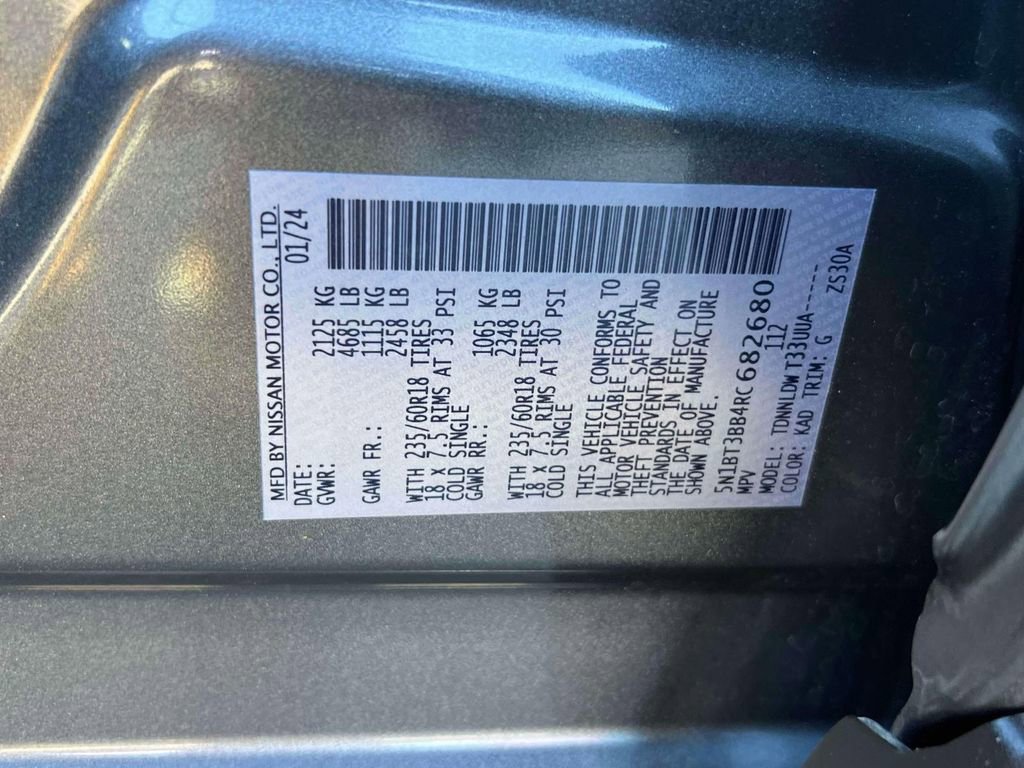 MFD BY NISSAN MOTOR CO., LTD.
DATE: 01/24
GVWR: 2125 KG
4685 LB
GAWR FR.: 1115 KG
2458 LB
WITH 235/60R18 TIRES
18 X 7.5 RIMS AT 33 PSI
COLD SINGLE
GAWR RR.: 1065 KG
2348 LB
WITH 235/60R18 TIRES
18 X 7.5 RIMS AT 30 PSI
COLD SINGLE
THIS VEHICLE CONFORMS TO
ALL APPLICABLE FEDERAL
MOTOR VEHICLE SAFETY AND
THEFT PREVENTION
STANDARDS IN EFFECT ON
THE DATE OF MANUFACTURE
SHOWN ABOVE.
5N1BT3BB4RC682680
MPV 112
MODEL: TDNNLDW T33UUA-----
COLOR: KAD TRIM: G ZS30A